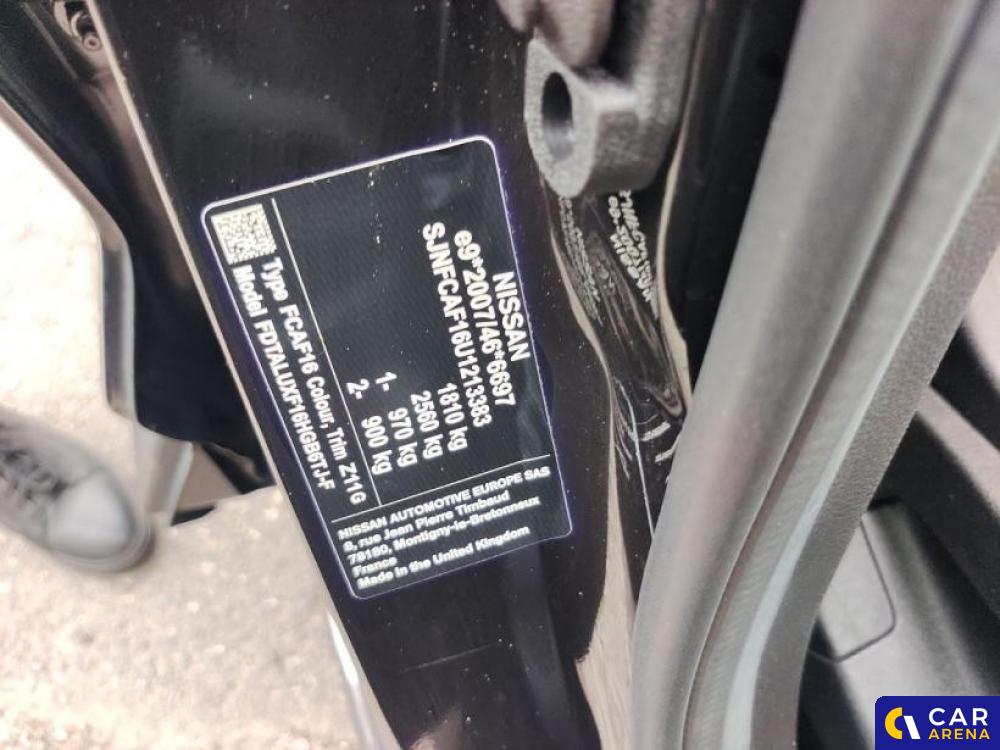 NISSAN
e9*2007/46*6697
SJNFCAF16U1213383
1810 kg
2560 kg
1- 970 kg
2- 900 kg
Type FCAF16 Colour, Trim Z11G
Model FDTALUXF16HGB6TJ-F
NISSAN AUTOMOTIVE EUROPE SAS
8, rue Jean Pierre Timbaud
78180, Montigny-le-Bretonneux
France
Made in the United Kingdom
CAR
ARENA